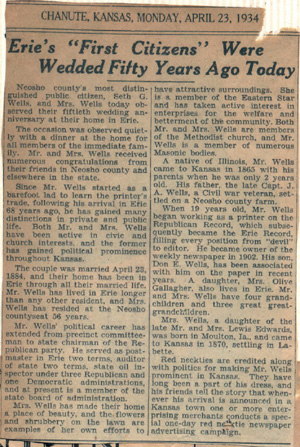 CHANUTE, KANSAS, MONDAY, APRIL 23, 1934
Erie's "First Citizens" Were
Wedded Fifty Years Ago Today
Neosho county's most distin-
guished public citizen, Seth G.
Wells, and Mrs. Wells today ob-
served their fiftieth wedding an-
niversary at their home in Erie.
The occasion was observed quiet-
ly with a dinner at the home for
all members of the immediate fam-
ily. Mr. and Mrs. Wells received
numerous congratulations from
their friends in Neosho county and
elsewhere in the state.
Since Mr. Wells started as a
barefoot lad to learn the printer's
trade, following his arrival in Erie
68 years ago, he has gained many
distinctions in private and public
life. Both Mr. and Mrs. Wells
have been active in civic and
church interests, and the former
has gained political prominence
throughout Kansas.
The couple was married April 23,
1884, and their home has been in
Erie through all their married life.
Mr. Wells has lived in Erie longer
than any other resident, and Mrs.
Wells has resided at the Neosho
countyseat 56 years.
Mr. Wells' political career has
extended from precinct committee-
man to state chairman of the Re-
publican party. He served as post-
master in Erie two terms, auditor
of state two terms, state oil in-
spector under three Republican and
one Democratic administrations,
and at present is a member of the
state board of administration.
Mrs. Wells has made their home
a place of beauty, and the flowers
and shrubbery on the lawn are
examples of her own efforts to
have attractive surroundings. She
is a member of the Eastern Star
and has taken active interest in
enterprises for the welfare and
betterment of the community. Both
Mr. and Mrs. Wells are members
of the Methodist church, and Mr.
Wells is a member of numerous
Masonic bodies.
A native of Illinois, Mr. Wells
came to Kansas in 1865 with his
parents when he was only 2 years
old. His father, the late Capt. J.
A. Wells, a Civil war veteran, set-
tled on a Neosho county farm.
When 19 years old, Mr. Wells
began working as a printer on the
Republican Record, which subse-
quently became the Erie Record,
filling every position from "devil"
to editor. He became owner of the
weekly newspaper in 1902. His son,
Don E. Wells, has been associated
with him on the paper in recent
years. A daughter, Mrs. Olive
Gallagher, also lives in Erie. Mr.
and Mrs. Wells have four grand-
children and three great great-
grandchildren.
Mrs. Wells, a daughter of the
late Mr. and Mrs. Lewis Edwards,
was born in Moulton, Ia., and came
to Kansas in 1870, settling in La-
bette.
Red neckties are credited along
with politics for making Mr. Wells
prominent in Kansas. They have
long been a part of his dress, and
his friends tell the story that when-
ever his arrival is announced in a
Kansas town one or more enter-
prising merchants conducts a spe-
cial one-day red necktie newspaper
advertising campaign.